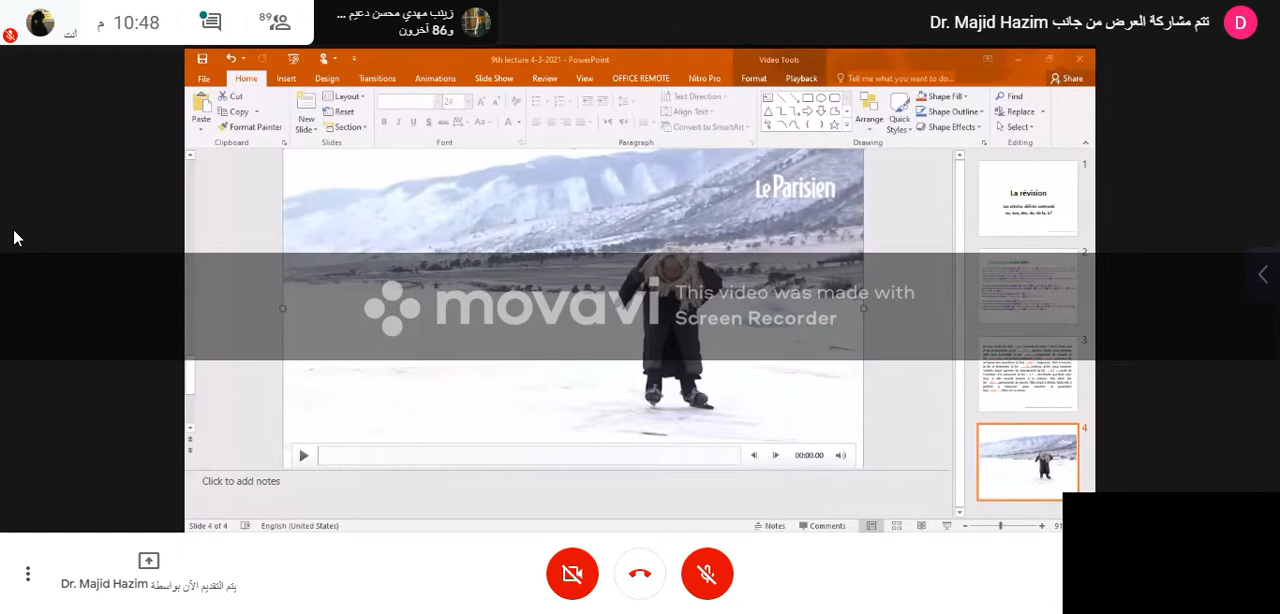 10:48 م
89
أنت
زينب مهدي محسن دعيم ...
و86 آخرون
تتم مشاركة العرض من جانب Dr. Majid Hazim
D
9th lecture 4-3-2021 - PowerPoint
Video Tools
File
Home
Insert
Design
Transitions
Animations
Slide Show
Review
View
OFFICE REMOTE
Nitro Pro
Format
Playback
Tell me what you want to do...
Share
Paste
Cut
Copy
Format Painter
Clipboard
New
Slide
Layout
Reset
Section
Slides
24
Font
Text Direction
Align Text
Convert to SmartArt
Paragraph
Arrange
Quick
Styles
Shape Fill
Shape Outline
Shape Effects
Drawing
Find
Replace
Select
Editing
Le Parisien
movavi
This video was made with
Screen Recorder
00:00.00
Click to add notes
1
La révision
2
3
4
Slide 4 of 4
English (United States)
Notes
Comments
يتم التقديم الآن بواسطة Dr. Majid Hazim